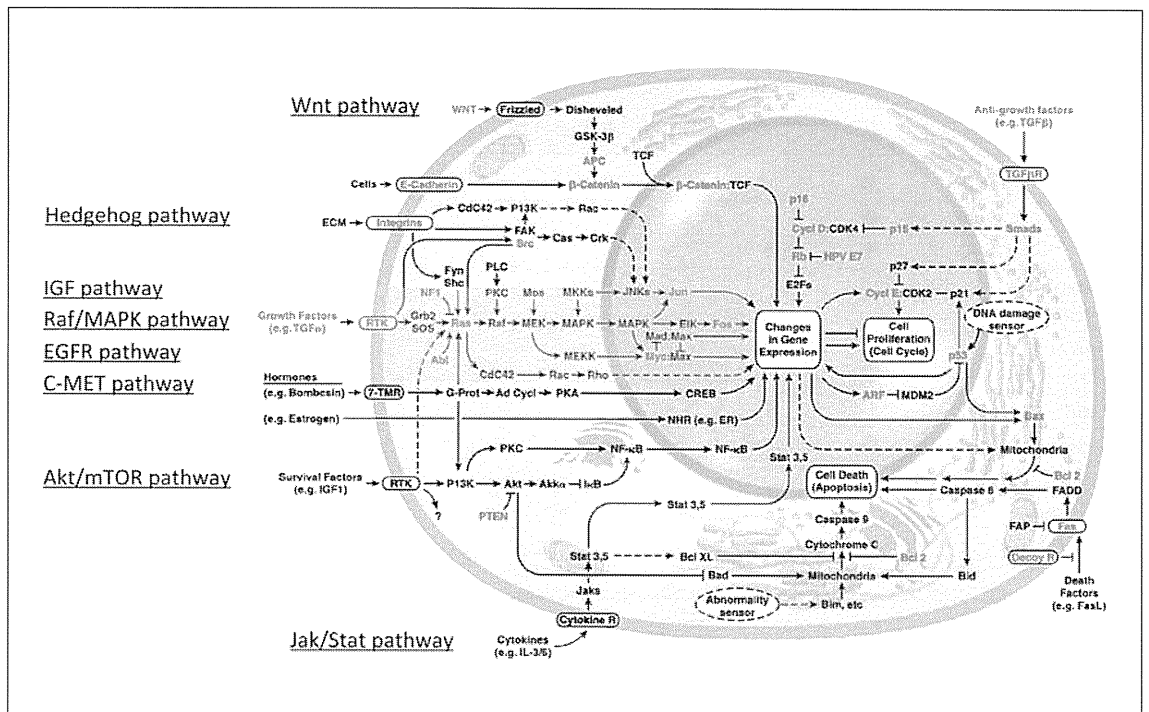 Wnt pathway
WNT Frizzled Disheveled
Anti-growth factors
(e.g. TGFβ)
GSK-3β
APC
TCF
TGFβR
Cells E-Cadherin β-Catenin β-Catenin:TCF
p16
Hedgehog pathway
CdC42 P13K Rac
ECM Integrins
FAK
Src Cas Crk
Cycl D:CDK4 p15 Smads
Rb HPV E7
p27
Fyn
Shc
PLC
IGF pathway
NF1 PKC Mos MKKs JNKs Jun
E2Fs
Cycl E:CDK2 p21
Raf/MAPK pathway
Growth Factors
(e.g. TGFα)
RTK
Grb2
SOS
Ras Raf MEK MAPK MAPK Elk Fos
Mad:Max
Changes
in Gene
Expression
Cell
Proliferation
(Cell Cycle)
DNA damage
sensor
EGFR pathway
Abl MEKK Myc:Max p53
C-MET pathway
CdC42 Rac Rho
Hormones
(e.g. Bombesin) 7-TMR G-Prot Ad Cycl PKA CREB
ARF MDM2
(e.g. Estrogen) NHR (e.g. ER)
Bax
PKC NF-κB NF-κB
Mitochondria
Stat 3,5
Akt/mTOR pathway
Survival Factors
(e.g. IGF1)
RTK P13K Akt Akkα IκB
?
PTEN
Cell Death
(Apoptosis)
Bcl 2
Caspase 8 FADD
Stat 3,5
Caspase 9
FAP Fas
Cytochrome C
Stat 3,5 Bcl XL Bcl 2
Decoy R
Bad Mitochondria Bid
Death
Factors
(e.g. FasL)
Jaks
Abnormality
sensor
Bim, etc
Cytokine R
Jak/Stat pathway
Cytokines
(e.g. IL-3/6)